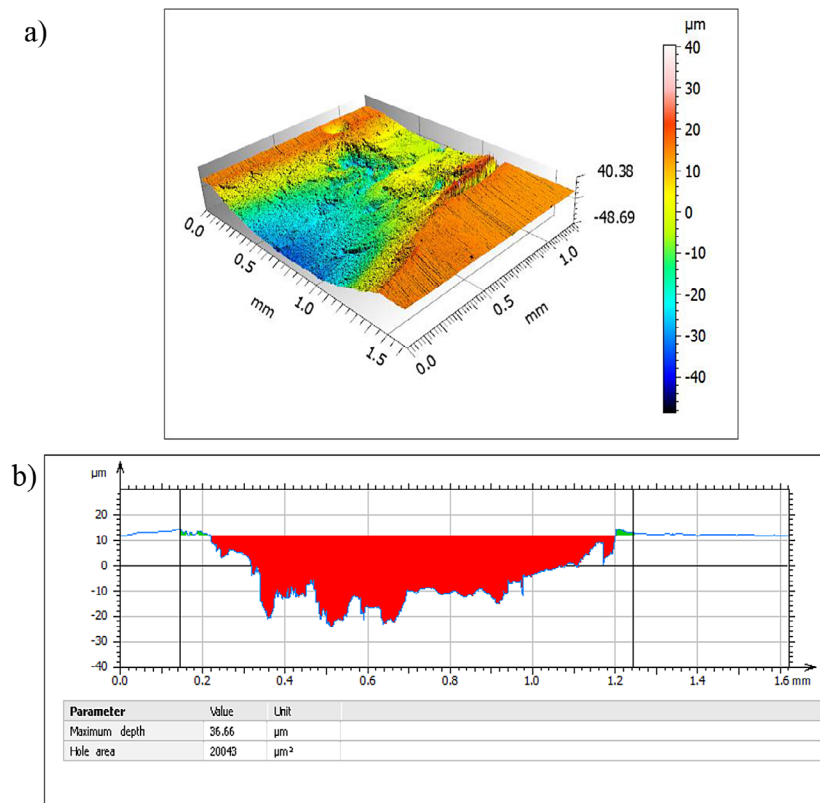 a)
µm
40
30
20
10
0
-10
-20
-30
-40
40.38
-48.69
0.0
0.5
1.0
1.5
mm
0.0
0.5
1.0
mm
b)
µm
20
10
0
-10
-20
-30
-40
0.0 0.2 0.4 0.6 0.8 1.0 1.2 1.4 1.6 mm
Parameter Value Unit
Maximum depth 36.66 µm
Hole area 20043 µm²